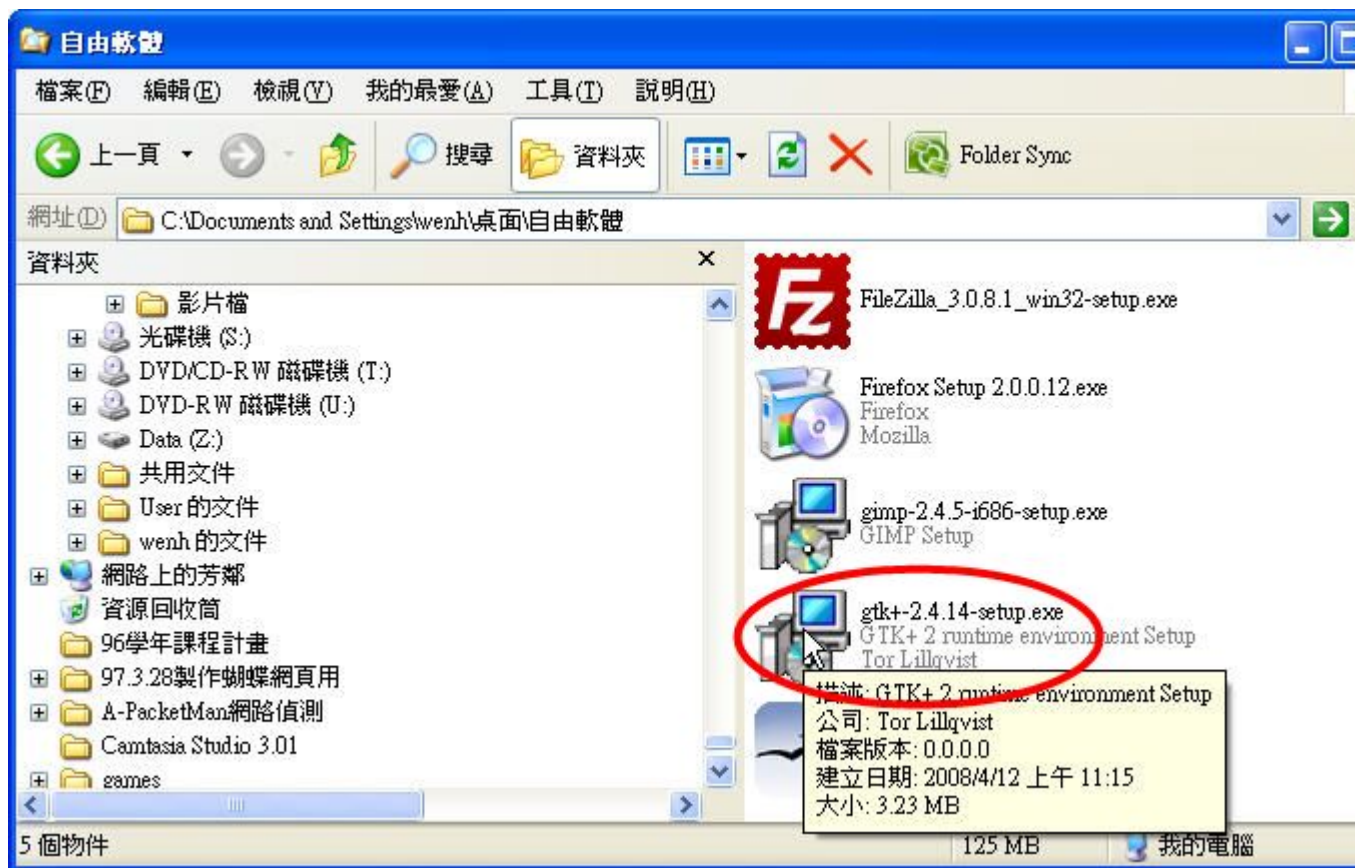 自由軟體
檔案(F) 編輯(E) 檢視(V) 我的最愛(A) 工具(T) 說明(H)
上一頁 搜尋 資料夾 Folder Sync
網址(D) C:\Documents and Settings\wenh\桌面\自由軟體
資料夾
影片檔
光碟機 (S:)
DVD/CD-RW 磁碟機 (T:)
DVD-RW 磁碟機 (U:)
Data (Z:)
共用文件
User 的文件
wenh 的文件
網路上的芳鄰
資源回收筒
96學年課程計畫
97.3.28製作蝴蝶網頁用
A-PacketMan網路偵測
Camtasia Studio 3.01
games
FZ
FileZilla_3.0.8.1_win32-setup.exe
Firefox Setup 2.0.0.12.exe
Firefox
Mozilla
gimp-2.4.5-i686-setup.exe
GIMP Setup
gtk+-2.4.14-setup.exe
GTK+ 2 runtime environment Setup
Tor Lillqvist
描述: GTK+ 2 runtime environment Setup
公司: Tor Lillqvist
檔案版本: 0.0.0.0
建立日期: 2008/4/12 上午 11:15
大小: 3.23 MB
5 個物件 125 MB 我的電腦